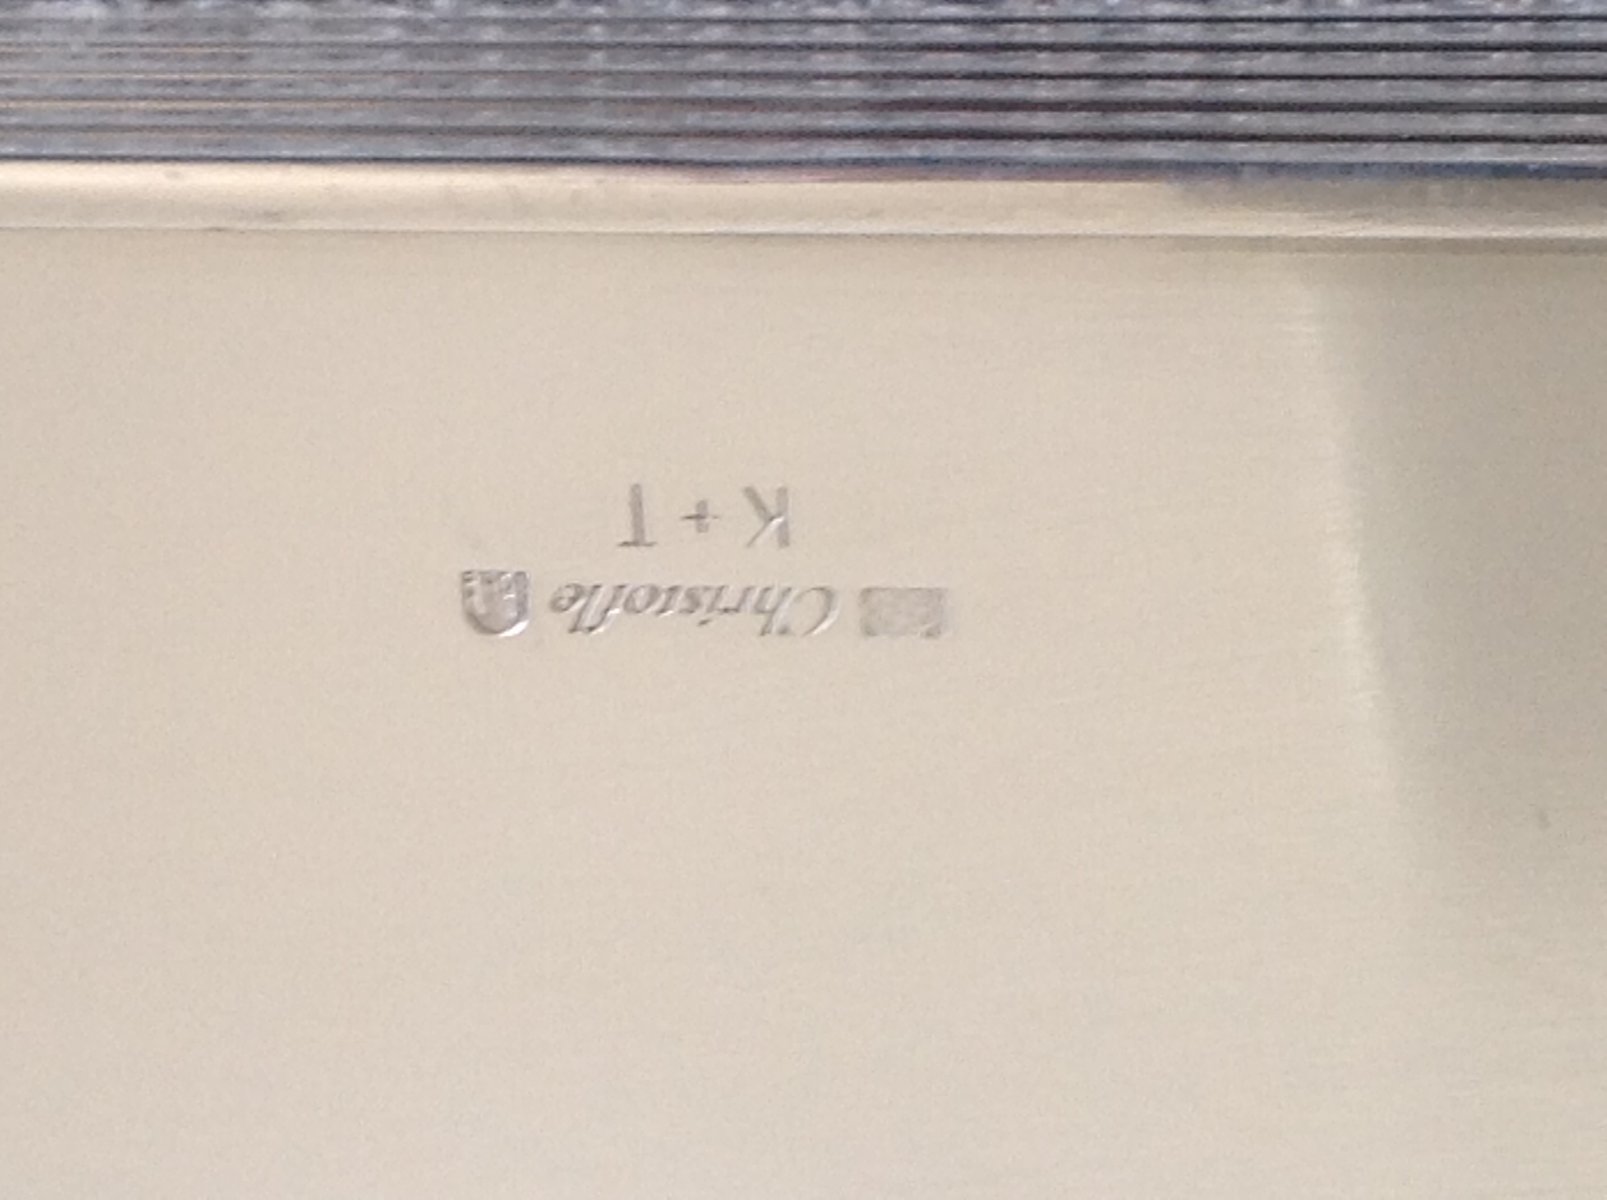 Christofle
K + T